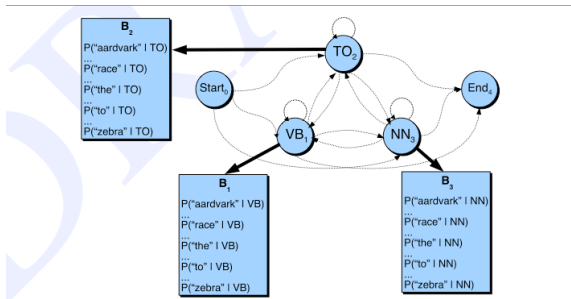 B2
P("aardvark" | TO)
...
P("race" | TO)
...
P("the" | TO)
...
P("to" | TO)
...
P("zebra" | TO)
TO2
Start0
End4
VB1
NN3
B1
P("aardvark" | VB)
...
P("race" | VB)
...
P("the" | VB)
...
P("to" | VB)
...
P("zebra" | VB)
B3
P("aardvark" | NN)
...
P("race" | NN)
...
P("the" | NN)
...
P("to" | NN)
...
P("zebra" | NN)